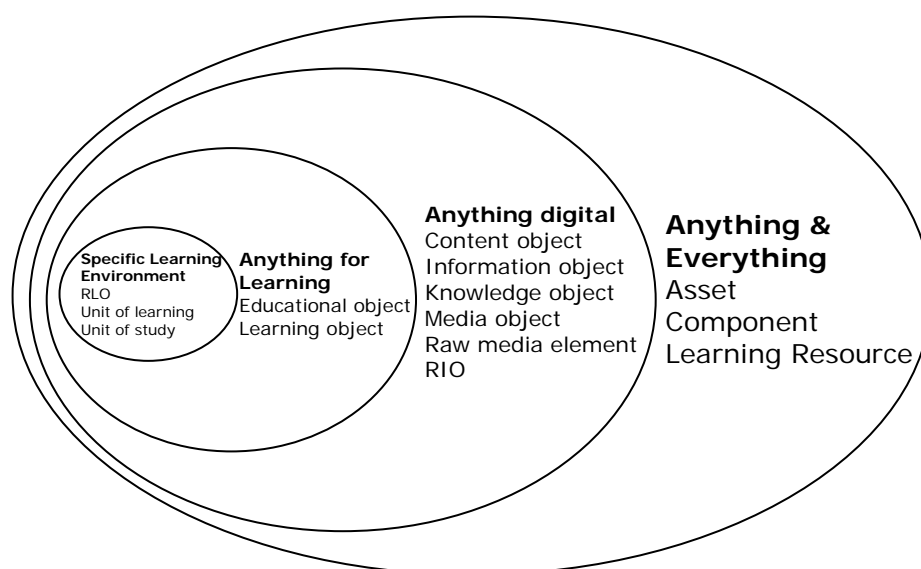 Specific Learning
Environment
RLO
Unit of learning
Unit of study
Anything for
Learning
Educational object
Learning object
Anything digital
Content object
Information object
Knowledge object
Media object
Raw media element
RIO
Anything &
Everything
Asset
Component
Learning Resource